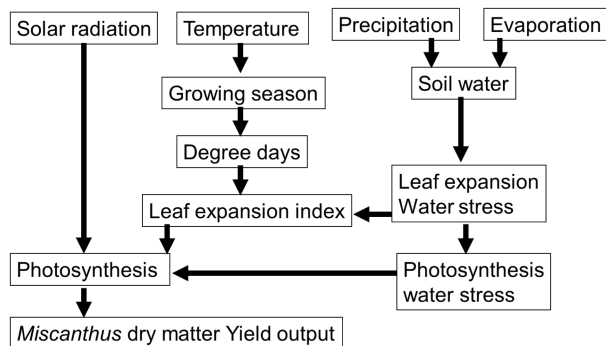 Solar radiation
Temperature
Precipitation
Evaporation
Growing season
Soil water
Degree days
Leaf expansion index
Leaf expansion
Water stress
Photosynthesis
Photosynthesis
water stress
Miscanthus dry matter Yield output